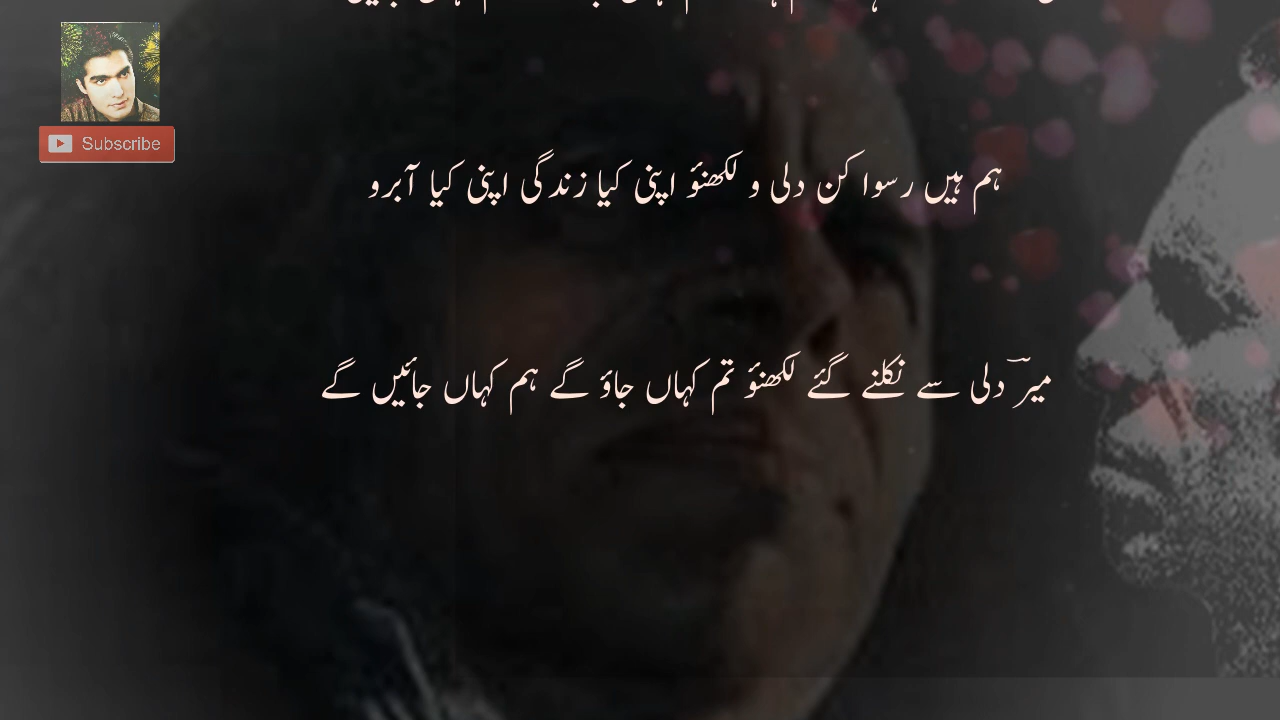 Subscribe
ہم ہیں رسوا کن دلی و لکھنؤ اپنی کیا زندگی اپنی کیا آبرو
میرؔ دلی سے نکلے گئے لکھنؤ تم کہاں جاؤ گے ہم کہاں جائیں گے